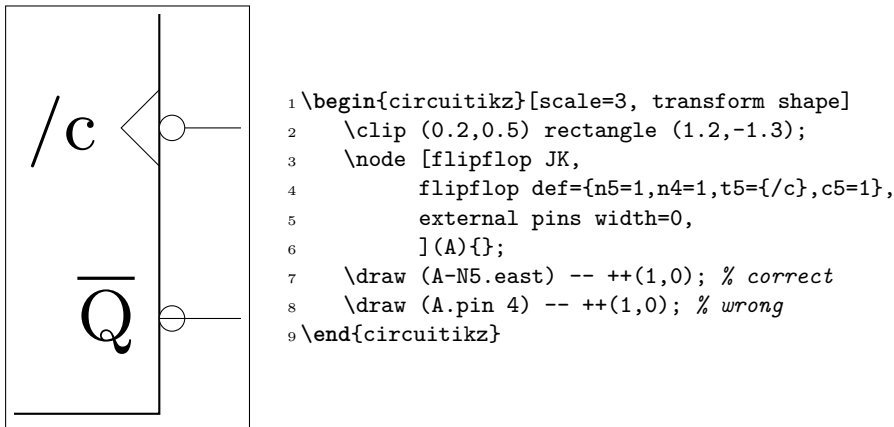 /c
Q̅
1 \begin{circuitikz}[scale=3, transform shape]
2     \clip (0.2,0.5) rectangle (1.2,-1.3);
3     \node [flipflop JK,
4           flipflop def={n5=1,n4=1,t5={/c},c5=1},
5           external pins width=0,
6           ](A){};
7     \draw (A-N5.east) -- ++(1,0); % correct
8     \draw (A.pin 4) -- ++(1,0); % wrong
9 \end{circuitikz}